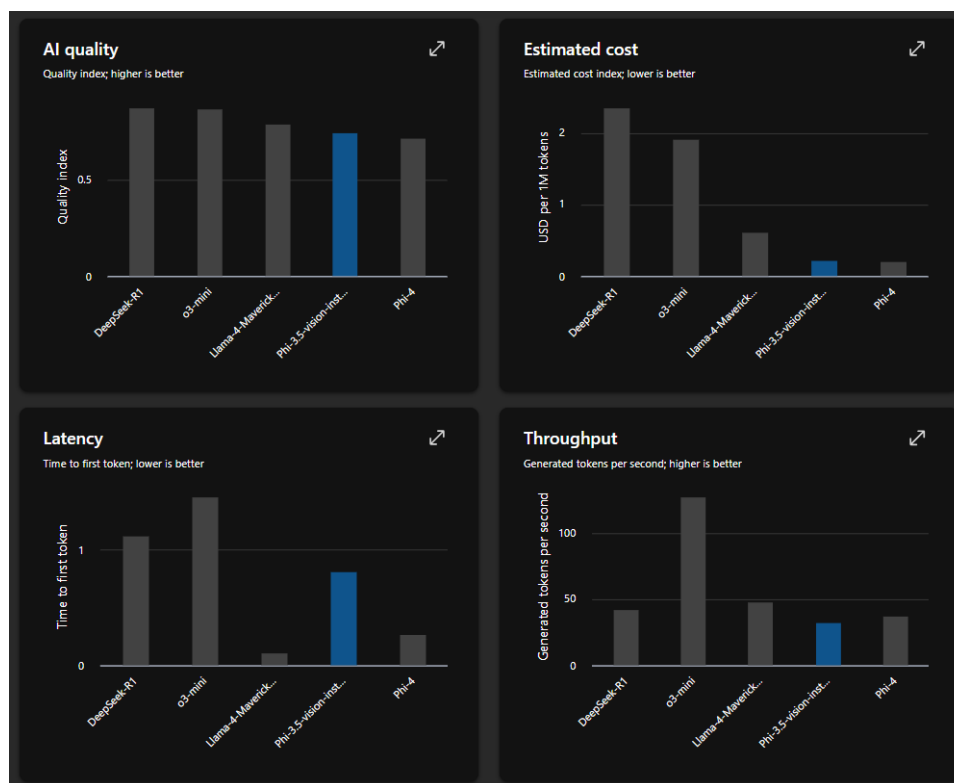 AI quality
Quality index; higher is better
Quality index
0.5
0
DeepSeek-R1
o3-mini
Llama-4-Maverick...
Phi-3.5-vision-inst...
Phi-4
Estimated cost
Estimated cost index; lower is better
USD per 1M tokens
2
1
0
DeepSeek-R1
o3-mini
Llama-4-Maverick...
Phi-3.5-vision-inst...
Phi-4
Latency
Time to first token; lower is better
Time to first token
1
0
DeepSeek-R1
o3-mini
Llama-4-Maverick...
Phi-3.5-vision-inst...
Phi-4
Throughput
Generated tokens per second; higher is better
Generated tokens per second
100
50
0
DeepSeek-R1
o3-mini
Llama-4-Maverick...
Phi-3.5-vision-inst...
Phi-4